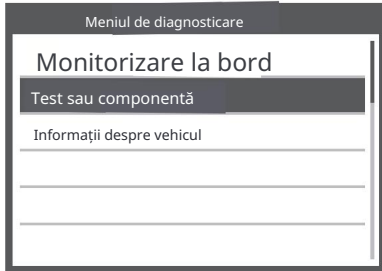 Meniul de diagnosticare
Monitorizare la bord
Test sau componentă
Informații despre vehicul